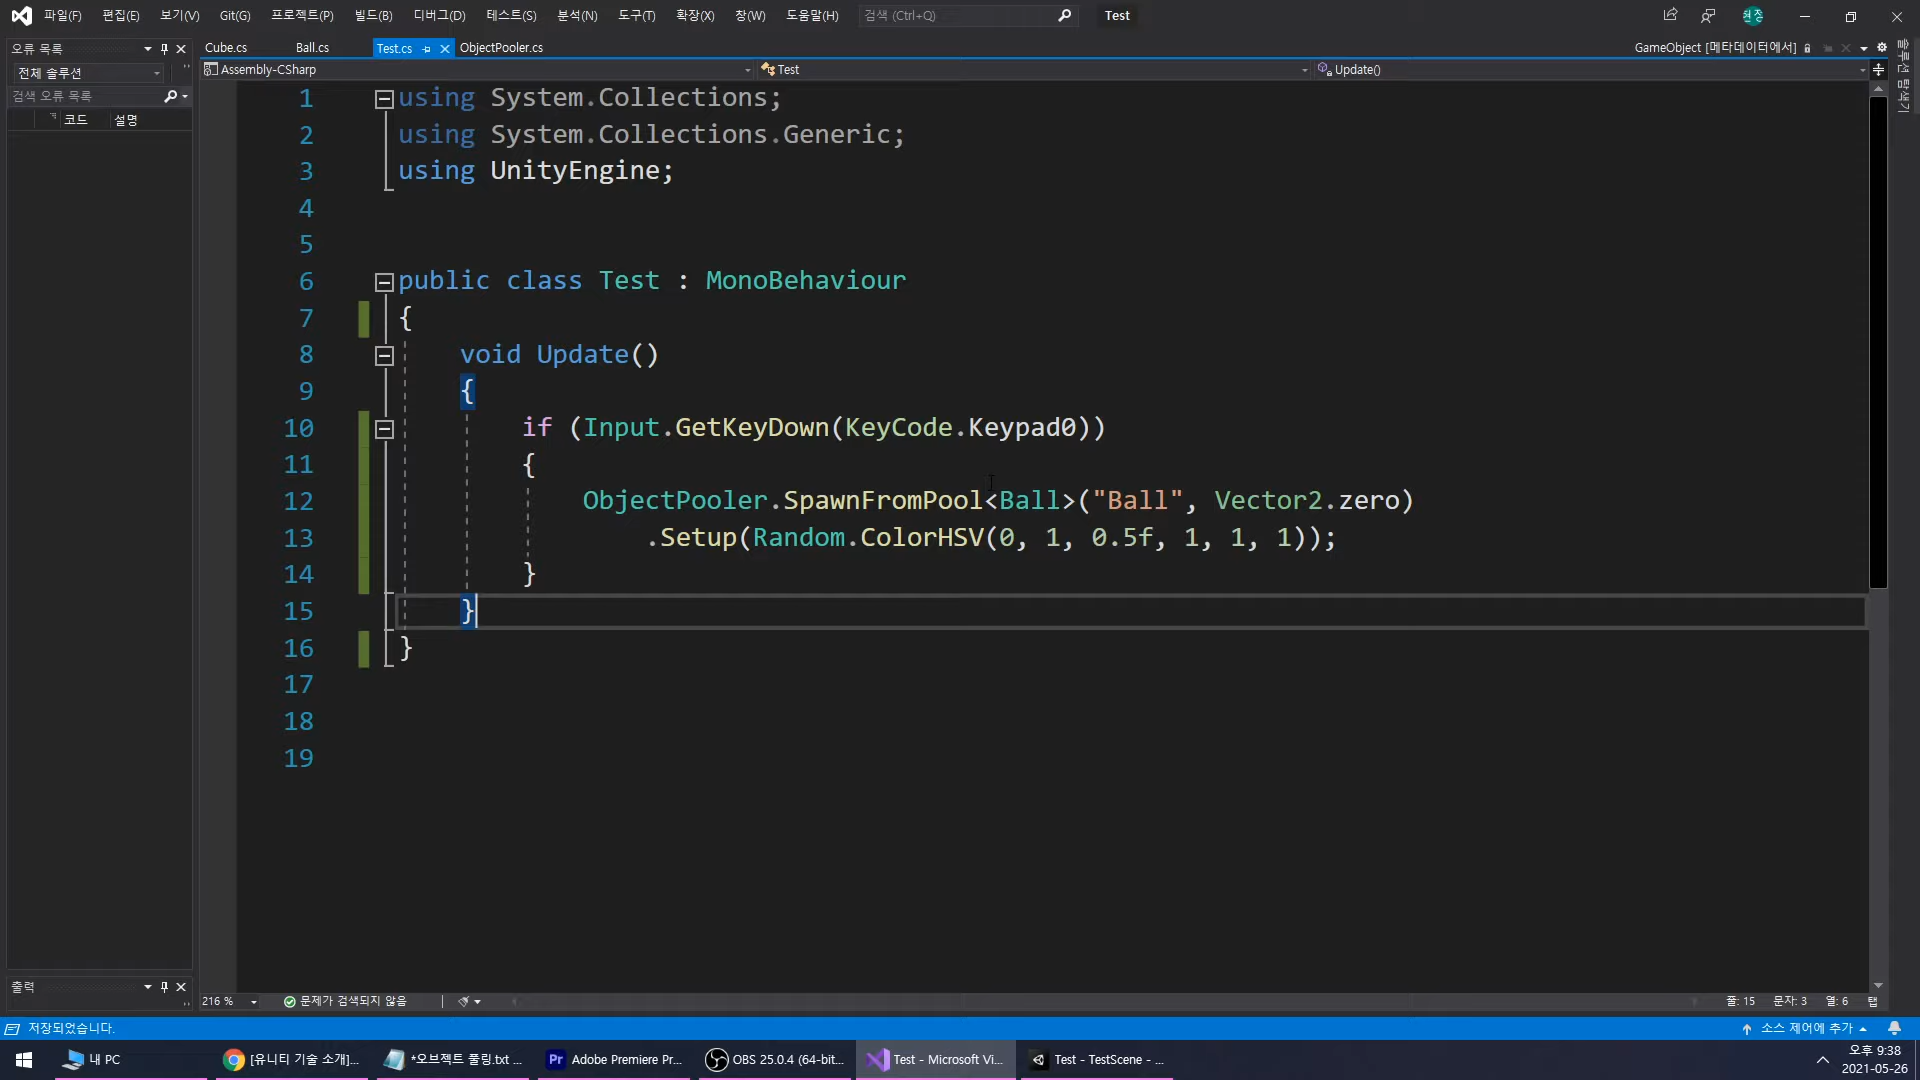 파일(F) 편집(E) 보기(V) Git(G) 프로젝트(P) 빌드(B) 디버그(D) 테스트(S) 분석(N) 도구(T) 확장(X) 창(W) 도움말(H) 검색 (Ctrl+Q) Test 현장
오류 목록
Cube.cs Ball.cs Test.cs ObjectPooler.cs GameObject [메타데이터에서]
솔루션 탐색기
전체 솔루션
Assembly-CSharp Test Update()
검색 오류 목록
코드 설명
1 using System.Collections;
2 using System.Collections.Generic;
3 using UnityEngine;
4
5
6 public class Test : MonoBehaviour
7 {
8 void Update()
9 {
10 if (Input.GetKeyDown(KeyCode.Keypad0))
11 {
12 ObjectPooler.SpawnFromPool<Ball>("Ball", Vector2.zero)
13 .Setup(Random.ColorHSV(0, 1, 0.5f, 1, 1, 1));
14 }
15 }
16 }
17
18
19
출력
216 % 문제가 검색되지 않음 줄: 15 문자: 3 열: 6 탭
저장되었습니다. 소스 제어에 추가
내 PC [유니티 기술 소개]... *오브젝트 풀링.txt ... Adobe Premiere Pr... OBS 25.0.4 (64-bit... Test - Microsoft Vi... Test - TestScene - ...
오후 9:38
2021-05-26